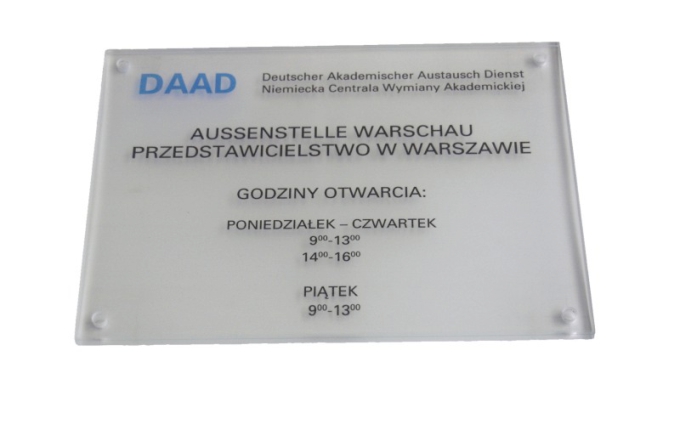 DAAD Deutscher Akademischer Austausch Dienst
Niemiecka Centrala Wymiany Akademickiej
AUSSENSTELLE WARSCHAU
PRZEDSTAWICIELSTWO W WARSZAWIE
GODZINY OTWARCIA:
PONIEDZIAŁEK – CZWARTEK
9⁰⁰-13⁰⁰
14⁰⁰-16⁰⁰
PIĄTEK
9⁰⁰-13⁰⁰